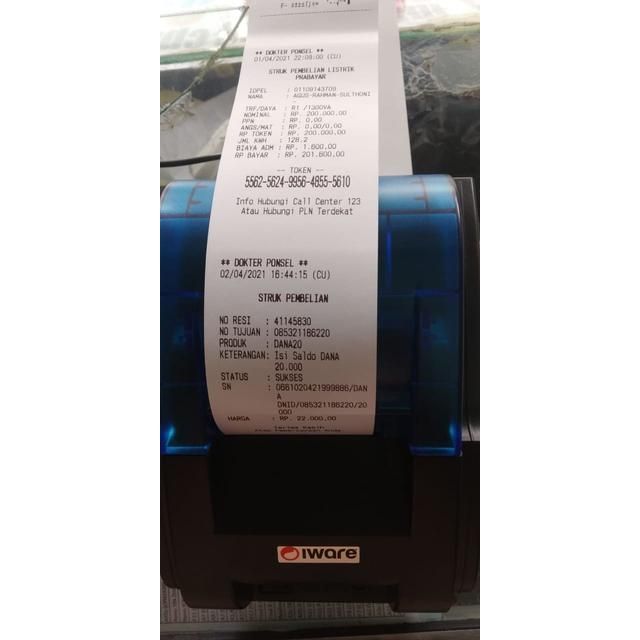 ** DOKTER PONSEL **
01/04/2021 22:09:00 (CU)
STRUK PEMBELIAN LISTRIK
PRABAYAR
IDPEL : 01109143709
NAMA : AGUS-RAHMAN-SULTHONI
TRF/DAYA : R1 /1300VA
NOMINAL : RP. 200.000,00
PPN : RP. 0,00
ANGS/MAT : RP. 0,00/0,00
RP TOKEN : RP. 200.000,00
JML KWH : 128,2
BIAYA ADM : RP. 1.600,00
RP BAYAR : RP. 201.600,00
-- TOKEN --
5562-5624-9956-4855-5610
Info Hubungi Call Center 123
Atau Hubungi PLN Terdekat
** DOKTER PONSEL **
02/04/2021 16:44:15 (CU)
STRUK PEMBELIAN
NO RESI : 41145830
NO TUJUAN : 085321186220
PRODUK : DANA20
KETERANGAN: Isi Saldo DANA
20.000
STATUS : SUKSES
SN : 0661020421999886/DAN
A
DNID/085321186220/20
000
HARGA : RP. 22.000,00
Terima Kasih
iware